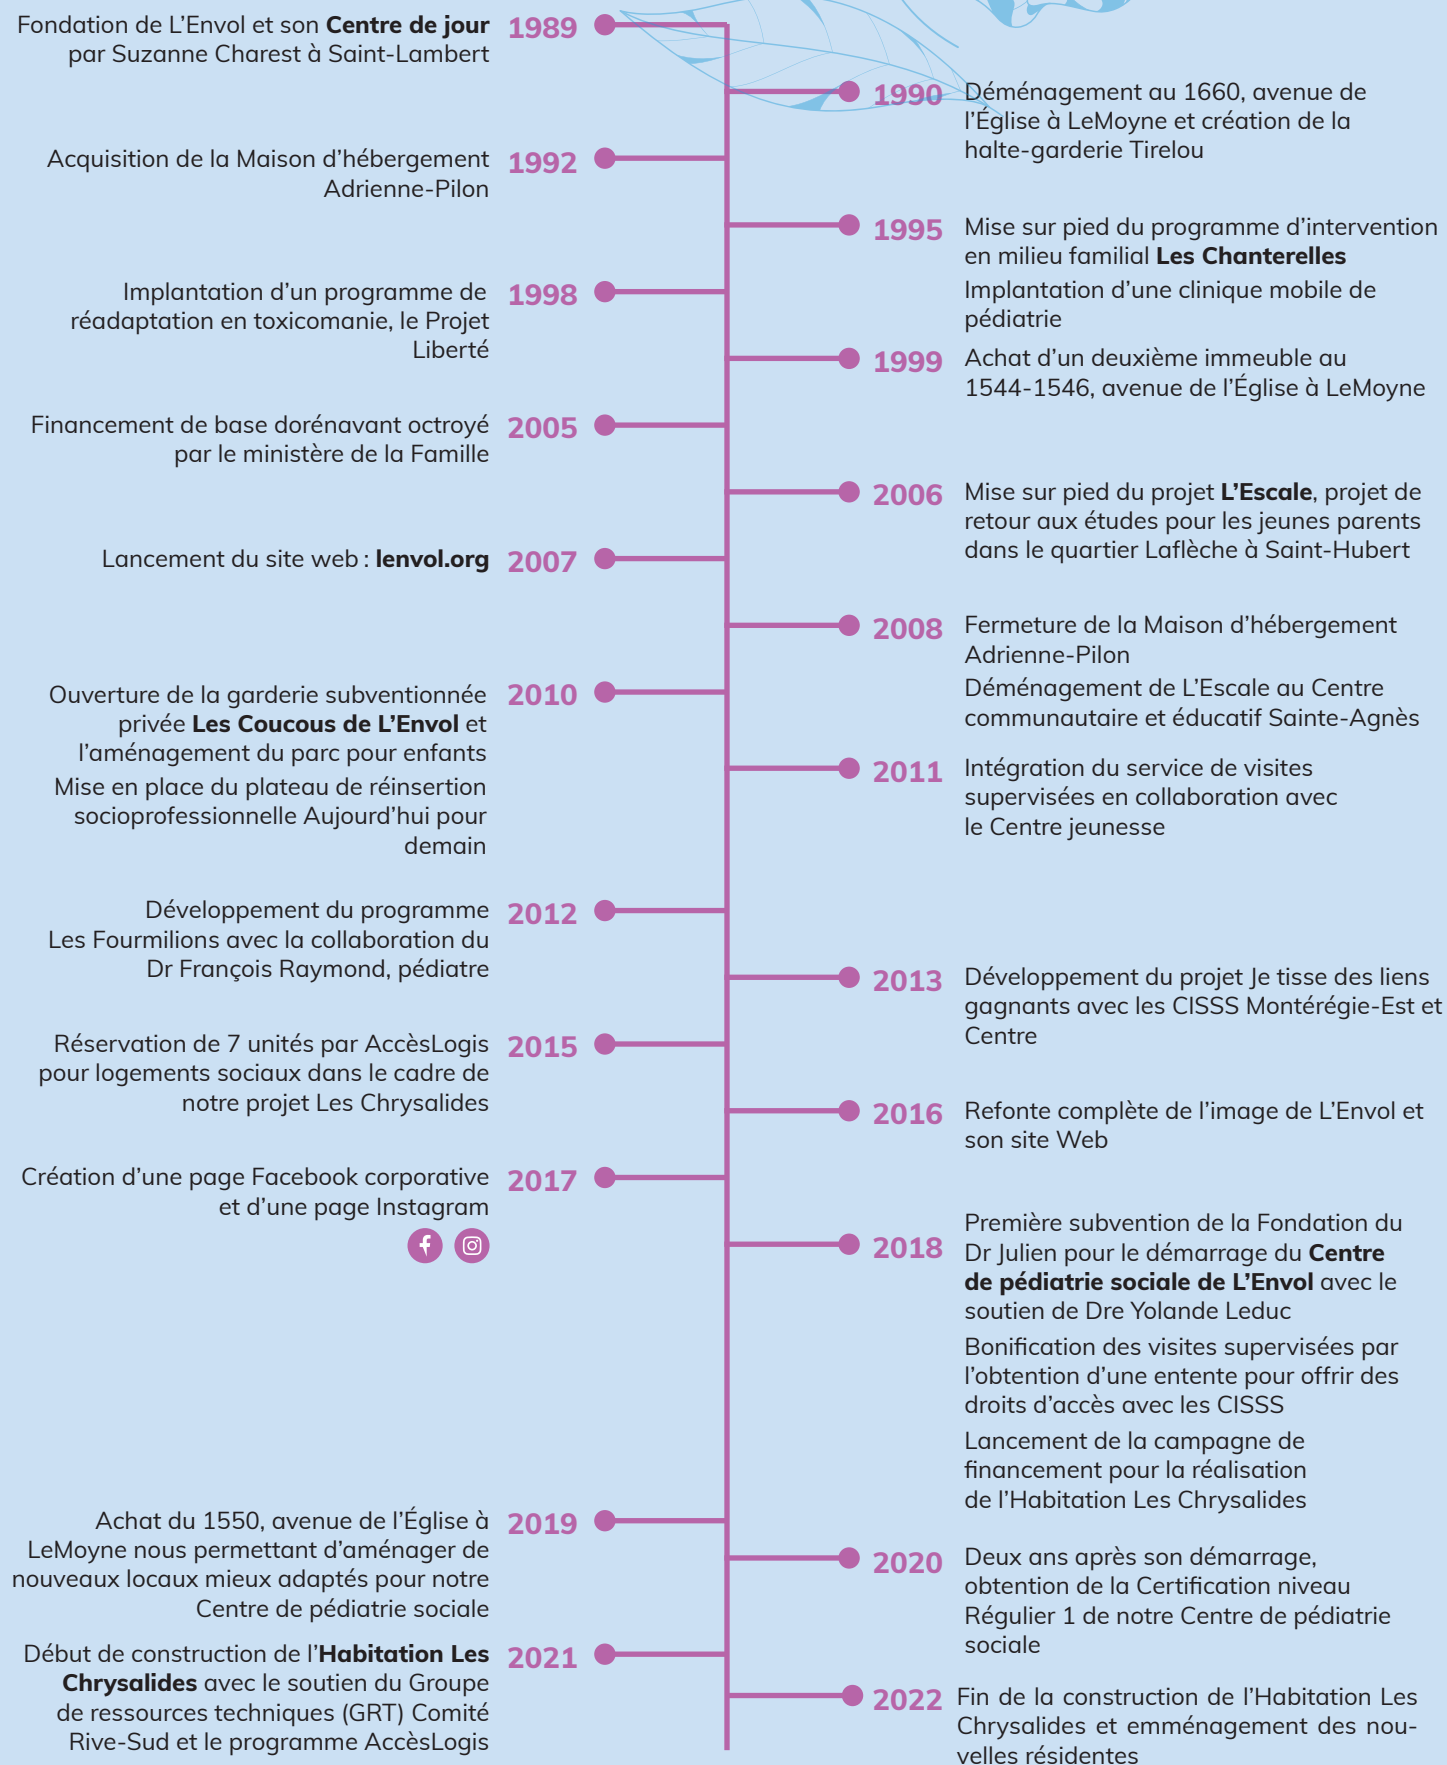 Fondation de L’Envol et son Centre de jour
par Suzanne Charest à Saint-Lambert
1989
1990
Déménagement au 1660, avenue de
l’Église à LeMoyne et création de la
halte-garderie Tirelou
Acquisition de la Maison d’hébergement
Adrienne-Pilon
1992
1995
Mise sur pied du programme d’intervention
en milieu familial Les Chanterelles
Implantation d’une clinique mobile de
pédiatrie
Implantation d’un programme de
réadaptation en toxicomanie, le Projet
Liberté
1998
1999
Achat d’un deuxième immeuble au
1544-1546, avenue de l’Église à LeMoyne
Financement de base dorénavant octroyé
par le ministère de la Famille
2005
2006
Mise sur pied du projet L’Escale, projet de
retour aux études pour les jeunes parents
dans le quartier Laflèche à Saint-Hubert
Lancement du site web : lenvol.org
2007
2008
Fermeture de la Maison d’hébergement
Adrienne-Pilon
Déménagement de L’Escale au Centre
communautaire et éducatif Sainte-Agnès
Ouverture de la garderie subventionnée
privée Les Coucous de L’Envol et
l’aménagement du parc pour enfants
Mise en place du plateau de réinsertion
socioprofessionnelle Aujourd’hui pour
demain
2010
2011
Intégration du service de visites
supervisées en collaboration avec
le Centre jeunesse
Développement du programme
Les Fourmilions avec la collaboration du
Dr François Raymond, pédiatre
2012
2013
Développement du projet Je tisse des liens
gagnants avec les CISSS Montérégie-Est et
Centre
Réservation de 7 unités par AccèsLogis
pour logements sociaux dans le cadre de
notre projet Les Chrysalides
2015
2016
Refonte complète de l’image de L’Envol et
son site Web
Création d’une page Facebook corporative
et d’une page Instagram
2017
2018
Première subvention de la Fondation du
Dr Julien pour le démarrage du Centre
de pédiatrie sociale de L’Envol avec le
soutien de Dre Yolande Leduc
Bonification des visites supervisées par
l’obtention d’une entente pour offrir des
droits d’accès avec les CISSS
Lancement de la campagne de
financement pour la réalisation
de l’Habitation Les Chrysalides
Achat du 1550, avenue de l’Église à
LeMoyne nous permettant d’aménager de
nouveaux locaux mieux adaptés pour notre
Centre de pédiatrie sociale
2019
2020
Deux ans après son démarrage,
obtention de la Certification niveau
Régulier 1 de notre Centre de pédiatrie
sociale
Début de construction de l’Habitation Les
Chrysalides avec le soutien du Groupe
de ressources techniques (GRT) Comité
Rive-Sud et le programme AccèsLogis
2021
2022
Fin de la construction de l’Habitation Les
Chrysalides et emménagement des nou-
velles résidentes